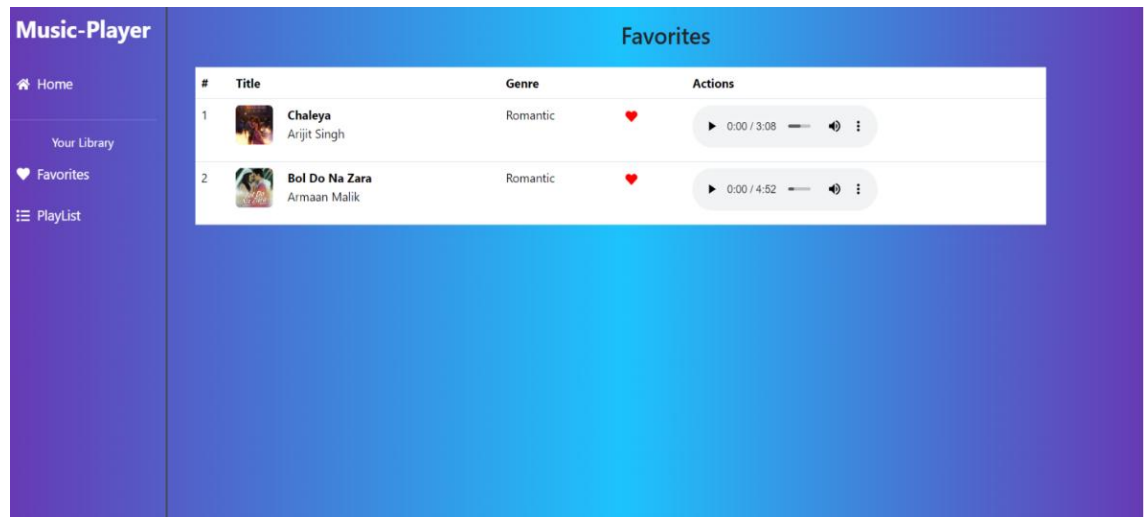 Music-Player
Home
Your Library
Favorites
PlayList
Favorites
# Title Genre Actions
1 Chaleya Romantic 0:00 / 3:08
Arijit Singh
2 Bol Do Na Zara Romantic 0:00 / 4:52
Armaan Malik